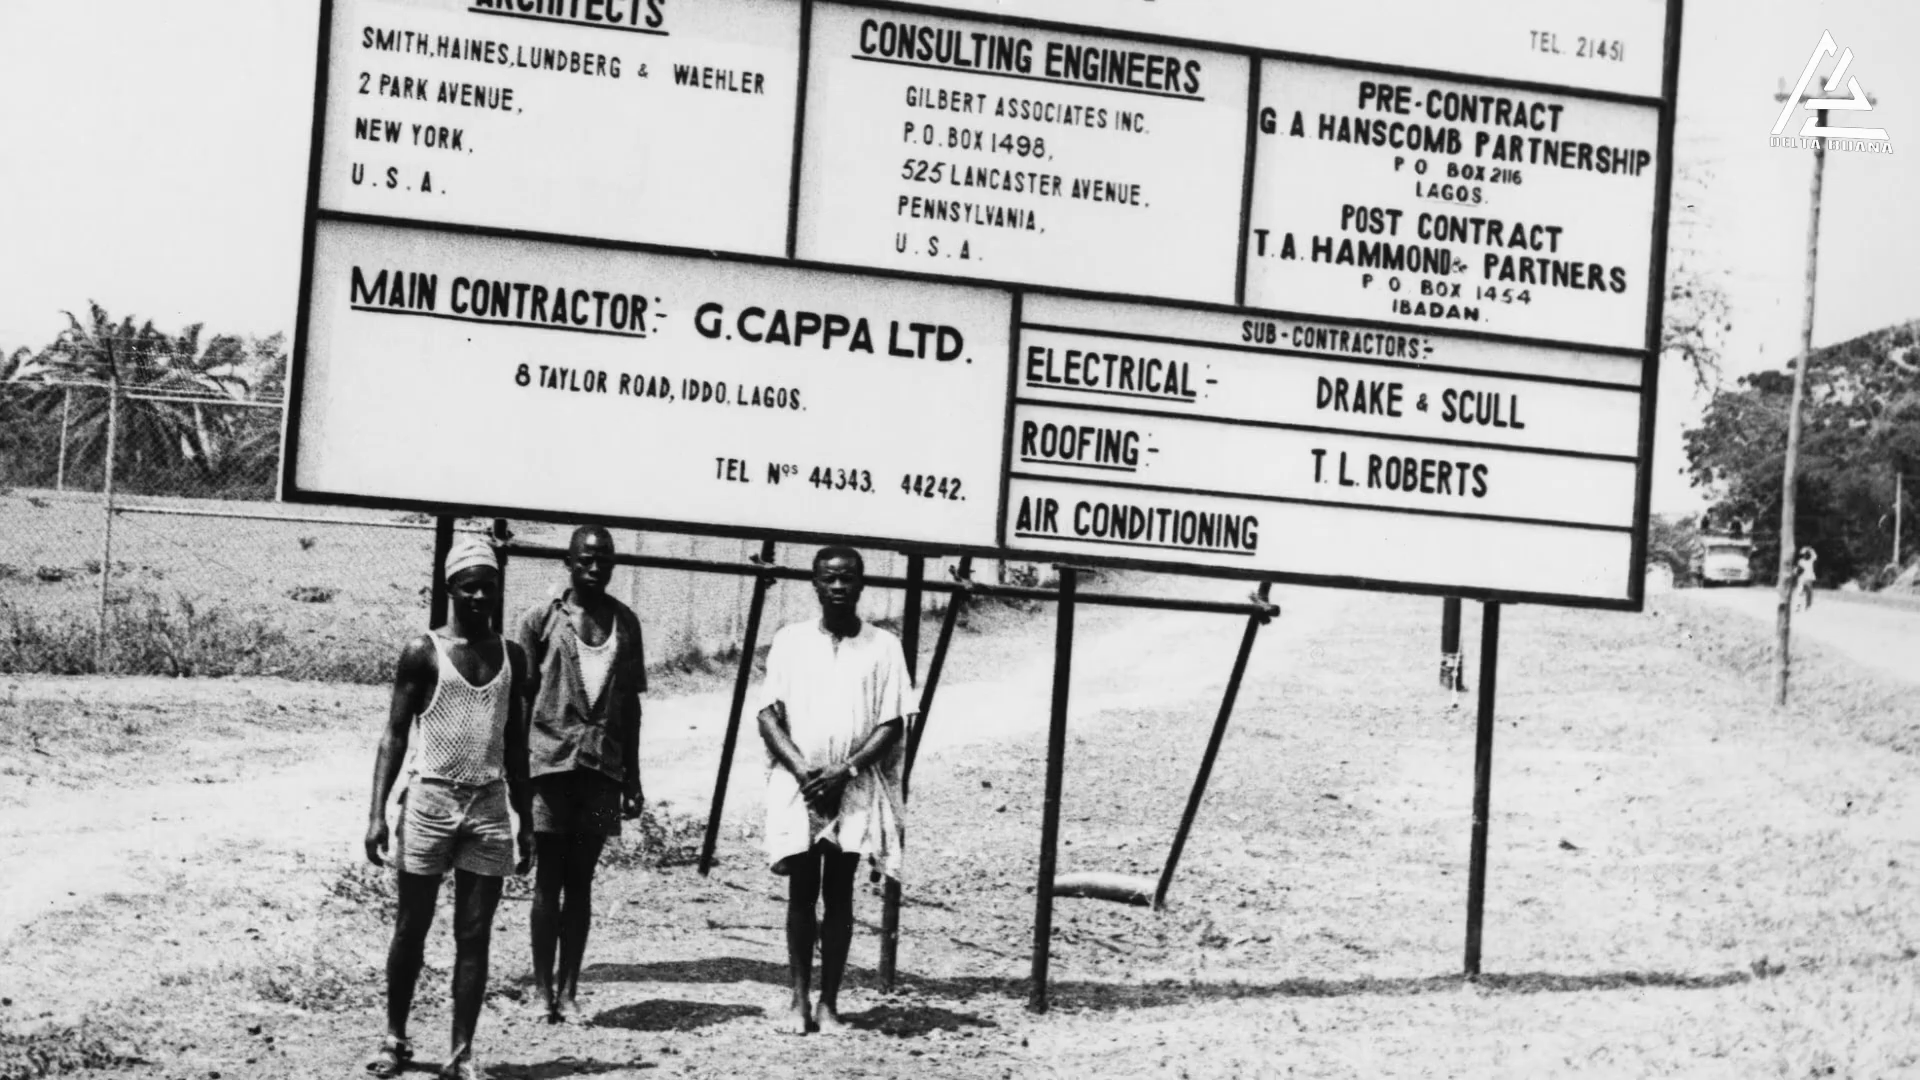 TEL. 21451
ARCHITECTS
SMITH, HAINES, LUNDBERG & WAEHLER
2 PARK AVENUE,
NEW YORK,
U.S.A.
CONSULTING ENGINEERS
GILBERT ASSOCIATES INC.
P.O. BOX 1498,
525 LANCASTER AVENUE,
PENNSYLVANIA,
U.S.A.
PRE-CONTRACT
G.A. HANSCOMB PARTNERSHIP
P O BOX 2116
LAGOS.
POST CONTRACT
T.A. HAMMOND & PARTNERS
P O BOX 1454
IBADAN.
MAIN CONTRACTOR:- G. CAPPA LTD.
8 TAYLOR ROAD, IDDO, LAGOS.
TEL Nos 44343. 44242.
SUB-CONTRACTORS:-
ELECTRICAL:- DRAKE & SCULL
ROOFING:- T. L. ROBERTS
AIR CONDITIONING
DELTA BUANA